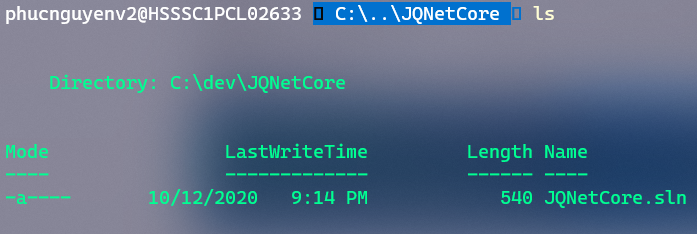 phucnguyenv2@HSSSC1PCL02633 C:\..\JQNetCore ls
Directory: C:\dev\JQNetCore
Mode LastWriteTime Length Name
---- ------------- ------ ----
-a---- 10/12/2020 9:14 PM 540 JQNetCore.sln